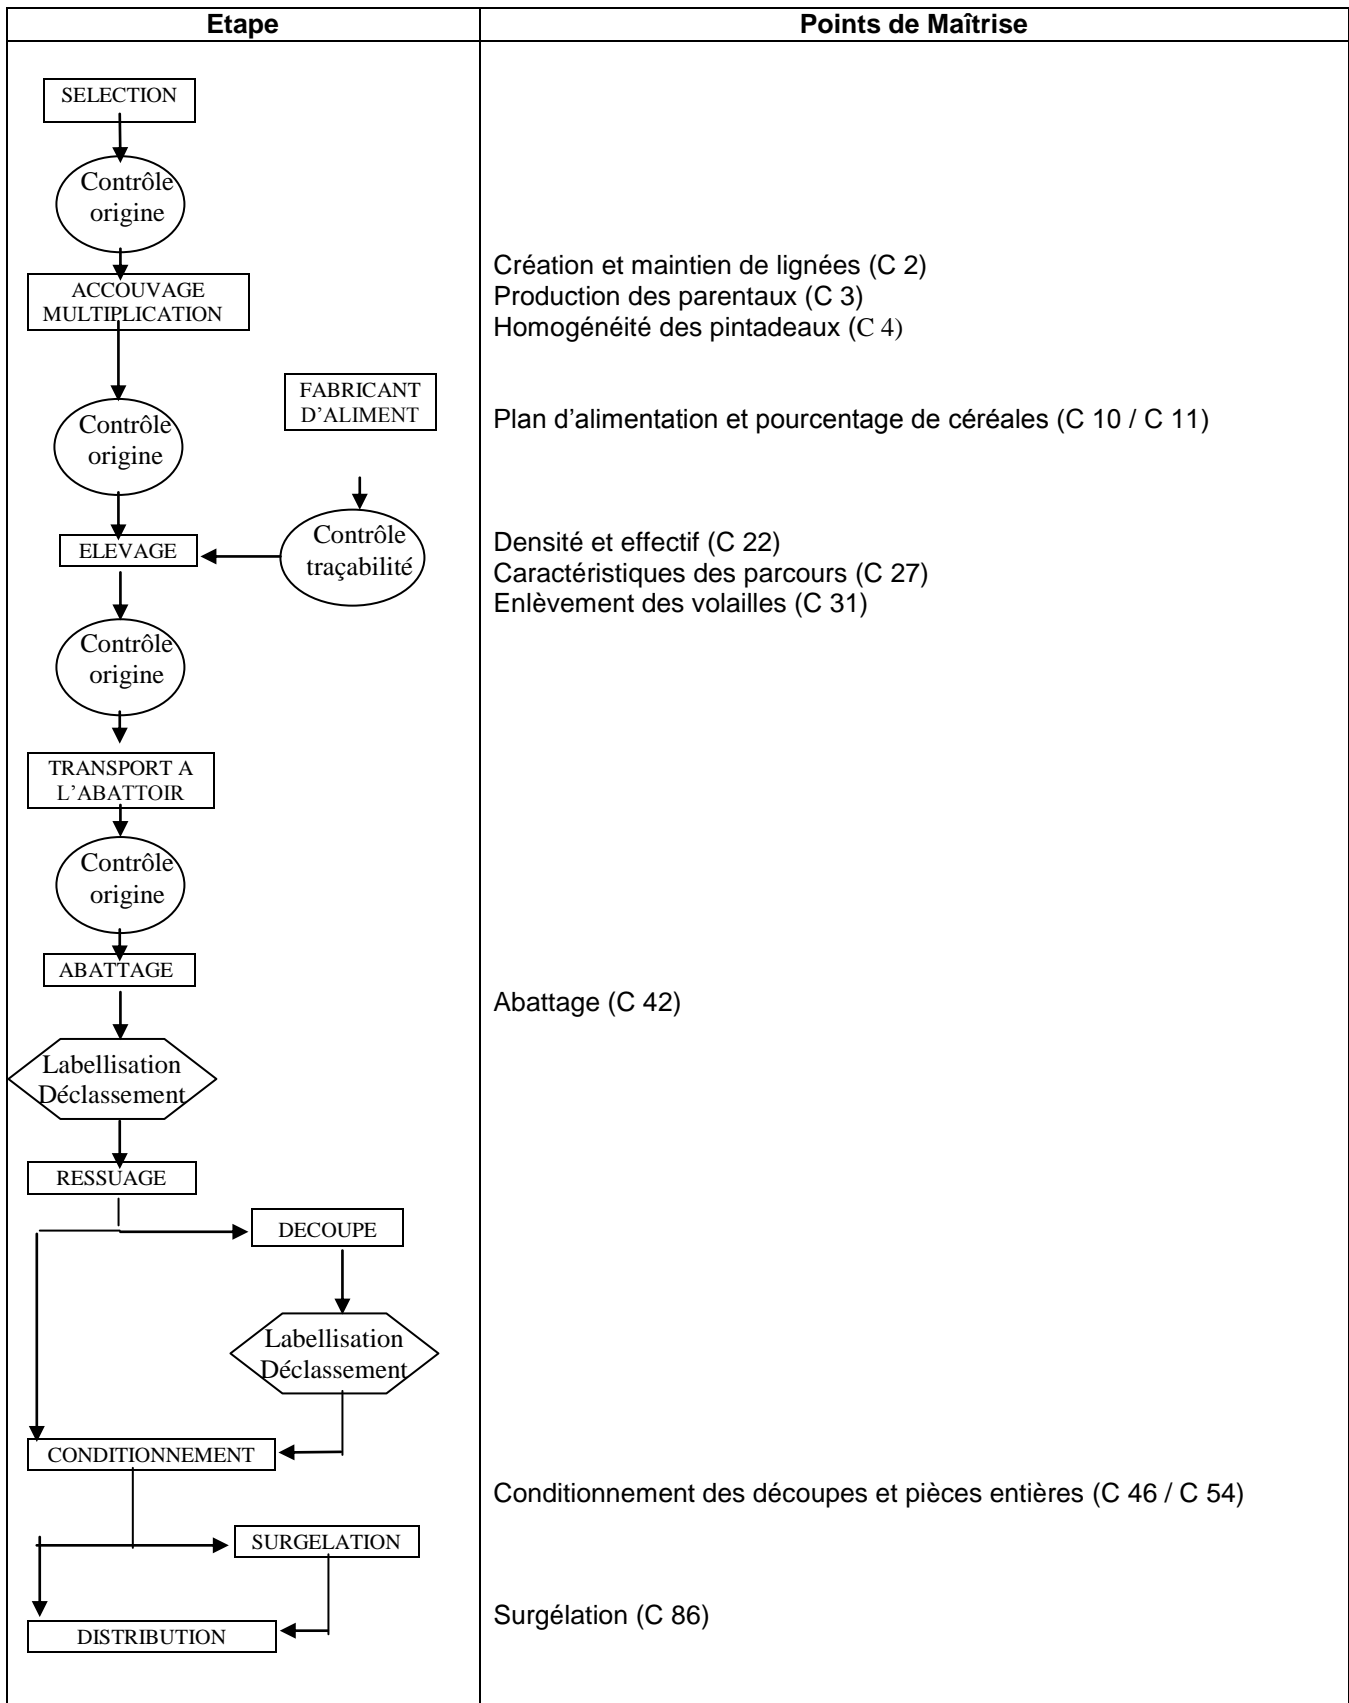 Etape
Points de Maîtrise
SELECTION
Contrôle
origine
ACCOUVAGE
MULTIPLICATION
Création et maintien de lignées (C 2)
Production des parentaux (C 3)
Homogénéité des pintadeaux (C 4)
FABRICANT
D’ALIMENT
Plan d’alimentation et pourcentage de céréales (C 10 / C 11)
Contrôle
origine
ELEVAGE
Contrôle
traçabilité
Densité et effectif (C 22)
Caractéristiques des parcours (C 27)
Enlèvement des volailles (C 31)
Contrôle
origine
TRANSPORT A
L’ABATTOIR
Contrôle
origine
ABATTAGE
Abattage (C 42)
Labellisation
Déclassement
RESSUAGE
DECOUPE
Labellisation
Déclassement
CONDITIONNEMENT
Conditionnement des découpes et pièces entières (C 46 / C 54)
SURGELATION
Surgélation (C 86)
DISTRIBUTION